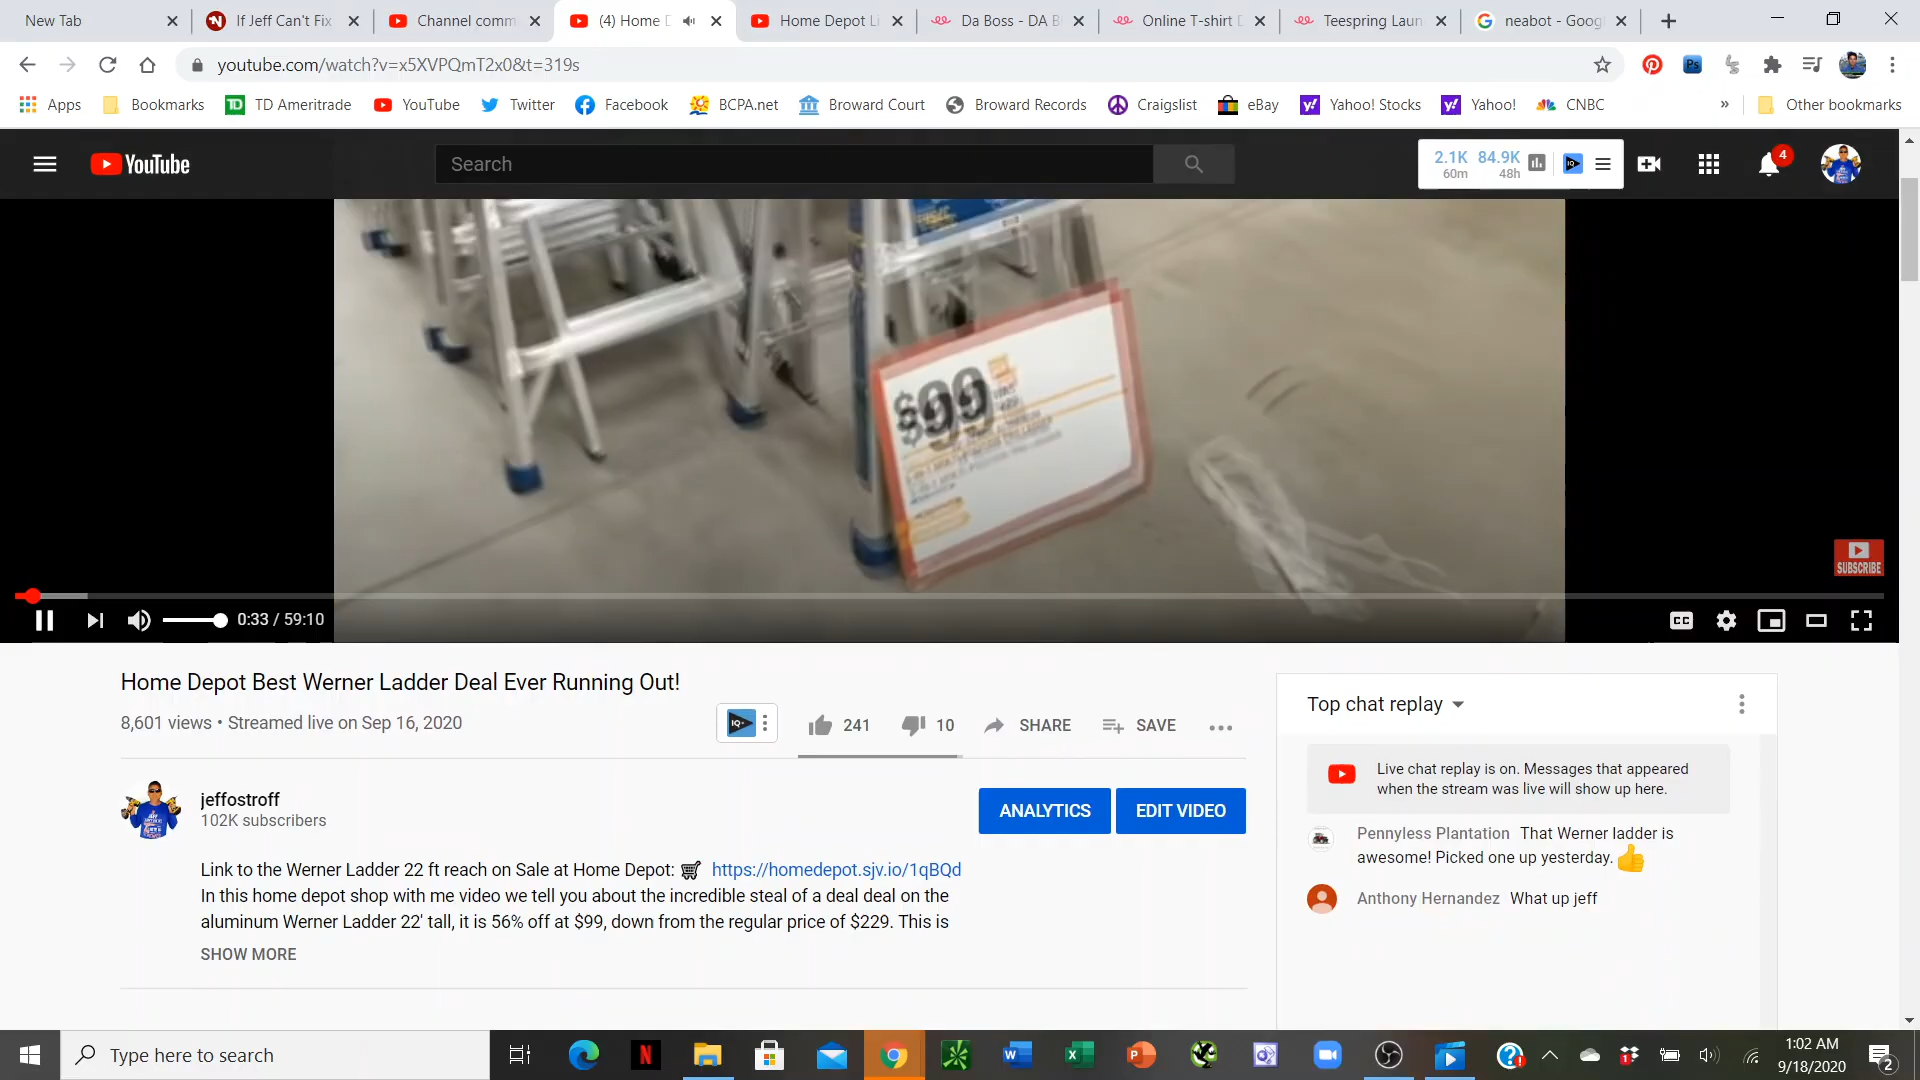 New Tab
If Jeff Can't Fix
Channel comm
(4) Home D
Home Depot Li
Da Boss - DA B
Online T-shirt D
Teespring Laun
neabot - Goog
youtube.com/watch?v=x5XVPQmT2x0&t=319s
Apps
Bookmarks
TD Ameritrade
YouTube
Twitter
Facebook
BCPA.net
Broward Court
Broward Records
Craigslist
eBay
Yahoo! Stocks
Yahoo!
CNBC
»
Other bookmarks
YouTube
Search
2.1K 84.9K
60m 48h
4
$99
SUBSCRIBE
0:33 / 59:10
CC
Home Depot Best Werner Ladder Deal Ever Running Out!
8,601 views • Streamed live on Sep 16, 2020
IQ
241
10
SHARE
SAVE
jeffostroff
102K subscribers
ANALYTICS
EDIT VIDEO
Link to the Werner Ladder 22 ft reach on Sale at Home Depot: 🛒 https://homedepot.sjv.io/1qBQd
In this home depot shop with me video we tell you about the incredible steal of a deal deal on the
aluminum Werner Ladder 22' tall, it is 56% off at $99, down from the regular price of $229. This is
SHOW MORE
Top chat replay
Live chat replay is on. Messages that appeared
when the stream was live will show up here.
Pennyless Plantation That Werner ladder is
awesome! Picked one up yesterday. 👍
Anthony Hernandez What up jeff
Type here to search
1:02 AM
9/18/2020
2